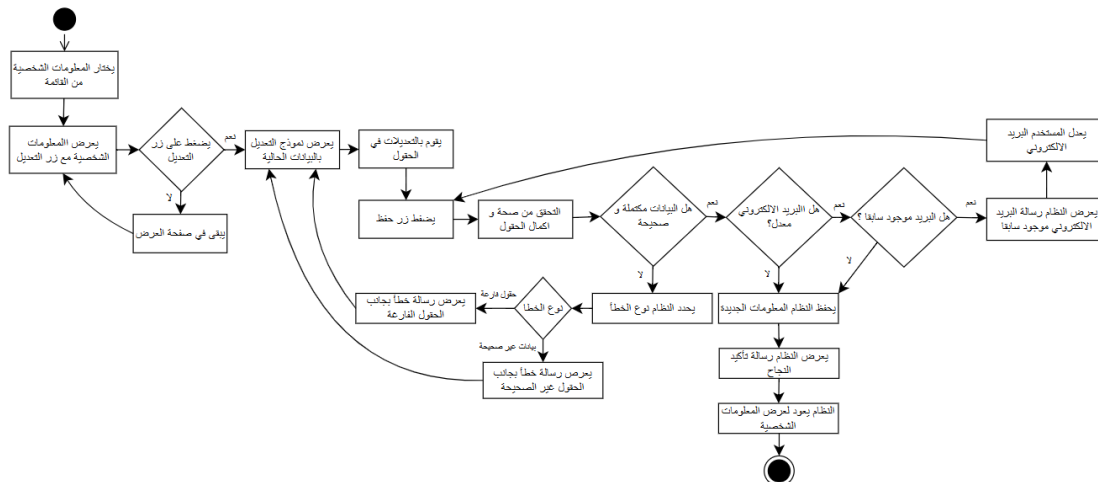 يختار المعلومات الشخصية
من القائمة
يعرض االمعلومات
الشخصية مع زر التعديل
يضغط على زر
التعديل
نعم
لا
يبقى في صفحة العرض
يعرض نموذج التعديل
بالبيانات الحالية
يقوم بالتعديلات في
الحقول
يضغط زر حفظ
التحقق من صحة و
اكمال الحقول
هل البيانات مكتملة و
صحيحة
نعم
لا
هل االبريد الالكتروني
معدل؟
نعم
لا
هل البريد موجود سابقا ؟
نعم
لا
يعرض النظام رسالة البريد
الالكتروني موجود سابقا
يعدل المستخدم البريد
الالكتروني
يحدد النظام نوع الخطأ
نوع الخطا
حقول فارغة
يعرض رسالة خطأ بجانب
الحقول الفارغة
بيانات غير صحيحة
يعرض رسالة خطأ بجانب
الحقول غير الصحيحة
يحفظ النظام المعلومات الجديدة
يعرض النظام رسالة تأكيد
النجاح
النظام يعود لعرض المعلومات
الشخصية